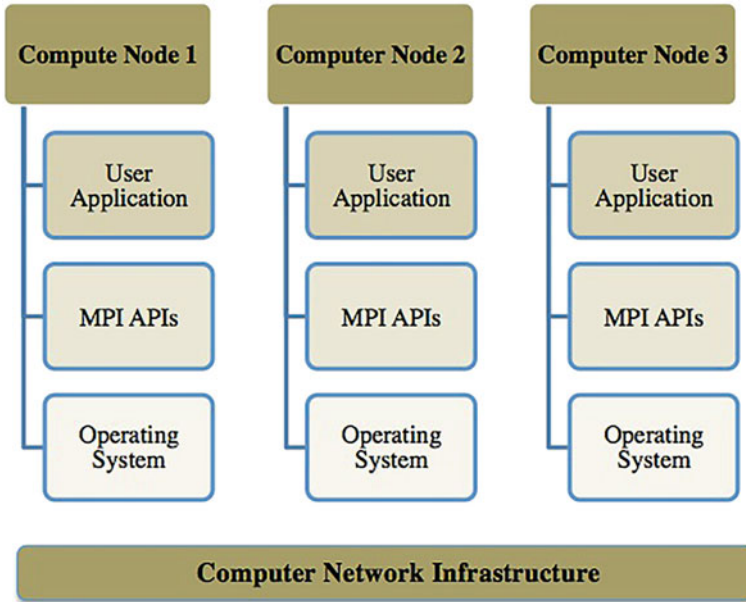 Compute Node 1
User
Application
MPI APIs
Operating
System
Computer Node 2
User
Application
MPI APIs
Operating
System
Computer Node 3
User
Application
MPI APIs
Operating
System
Computer Network Infrastructure